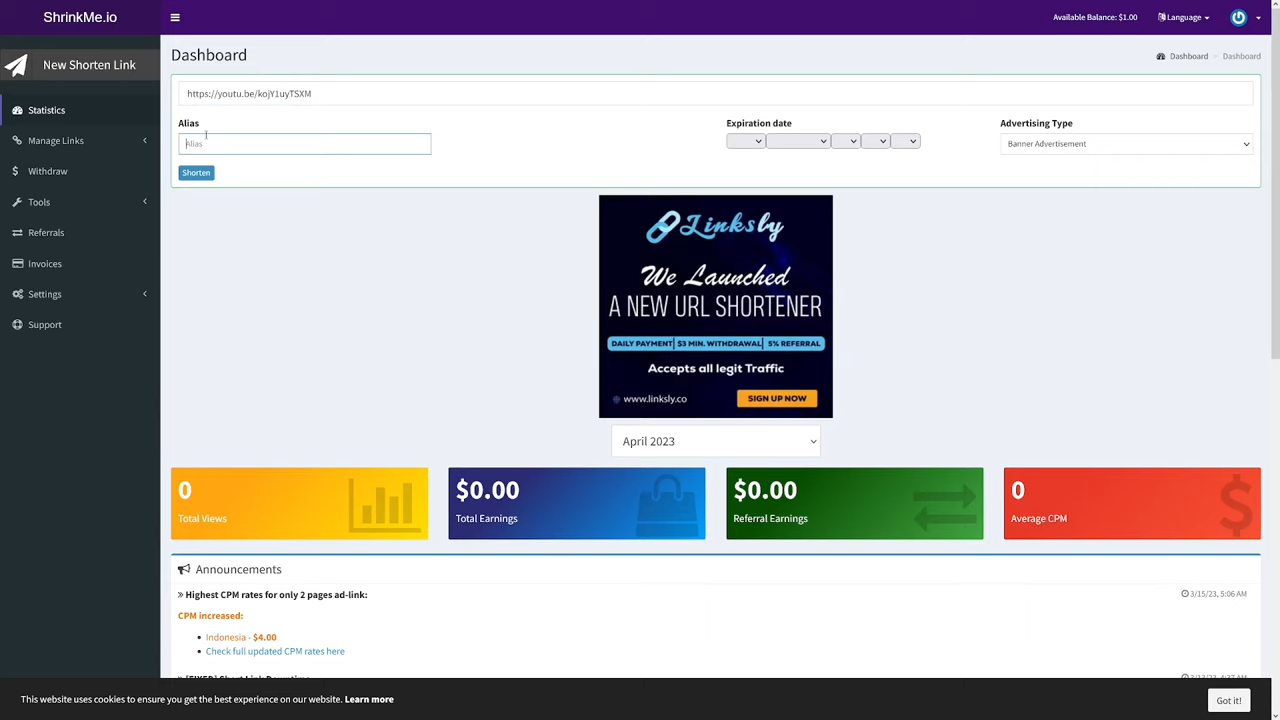 ShrinkMe.io
Available Balance: $1.00
Language
New Shorten Link
Dashboard
Dashboard
Dashboard
https://youtu.be/kojY1uyTSXM
Statistics
Alias
Expiration date
Advertising Type
Manage Links
Alias
Banner Advertisement
Withdraw
Shorten
Tools
Linksly
Referrals
We Launched
Invoices
A NEW URL SHORTENER
Settings
Support
DAILY PAYMENT| $3 MIN. WITHDRAWAL| 5% REFERRAL
Accepts all legit Traffic
www.linksly.co
SIGN UP NOW
April 2023
0
$0.00
$0.00
0
Total Views
Total Earnings
Referral Earnings
Average CPM
Announcements
» Highest CPM rates for only 2 pages ad-link:
3/15/23, 5:06 AM
CPM increased:
• Indonesia - $4.00
• Check full updated CPM rates here
This website uses cookies to ensure you get the best experience on our website. Learn more
Got it!